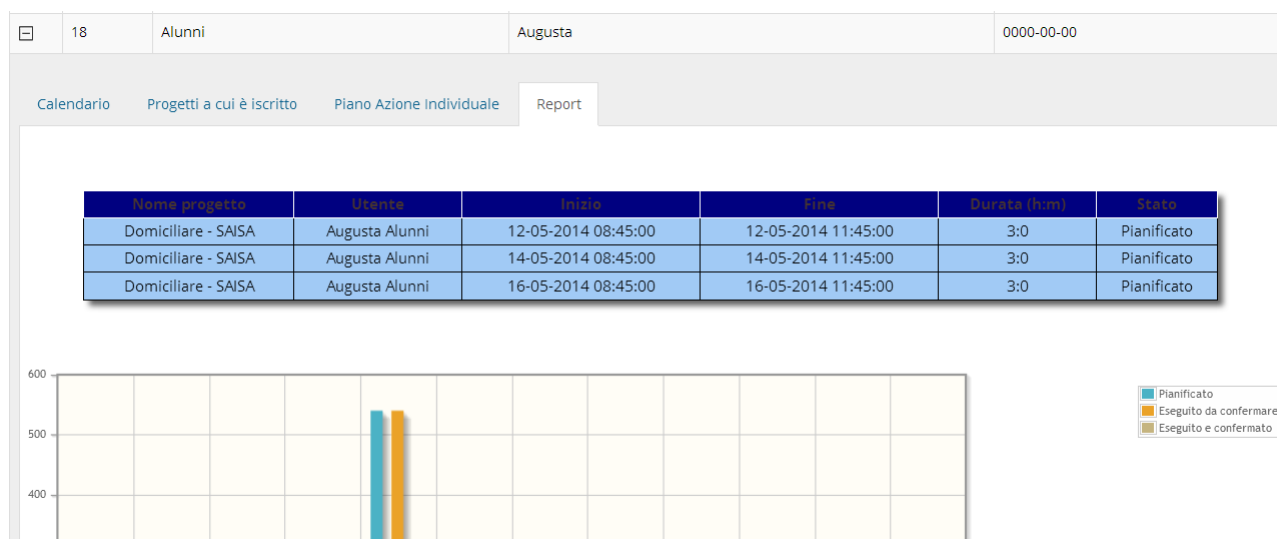 18 Alunni Augusta 0000-00-00
Calendario Progetti a cui è iscritto Piano Azione Individuale Report
Nome progetto Utente Inizio Fine Durata (h:m) Stato
Domiciliare - SAISA Augusta Alunni 12-05-2014 08:45:00 12-05-2014 11:45:00 3:0 Pianificato
Domiciliare - SAISA Augusta Alunni 14-05-2014 08:45:00 14-05-2014 11:45:00 3:0 Pianificato
Domiciliare - SAISA Augusta Alunni 16-05-2014 08:45:00 16-05-2014 11:45:00 3:0 Pianificato
600
Pianificato
Eseguito da confermare
Eseguito e confermato
500
400